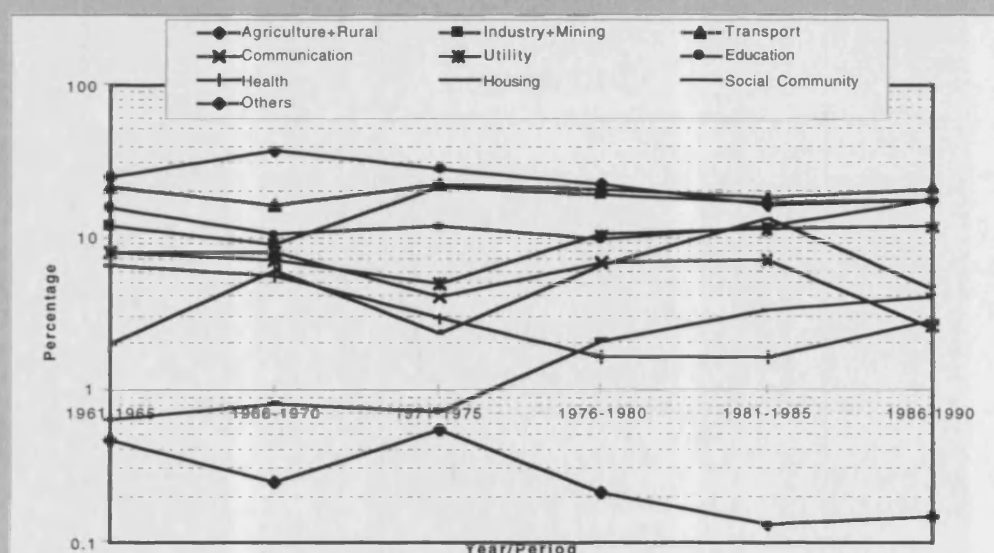 Agriculture+Rural Industry+Mining Transport
Communication Utility Education
Health Housing Social Community
Others
100
10
1
0.1
Percentage
1961-1965 1966-1970 1971-1975 1976-1980 1981-1985 1986-1990
Year/Period